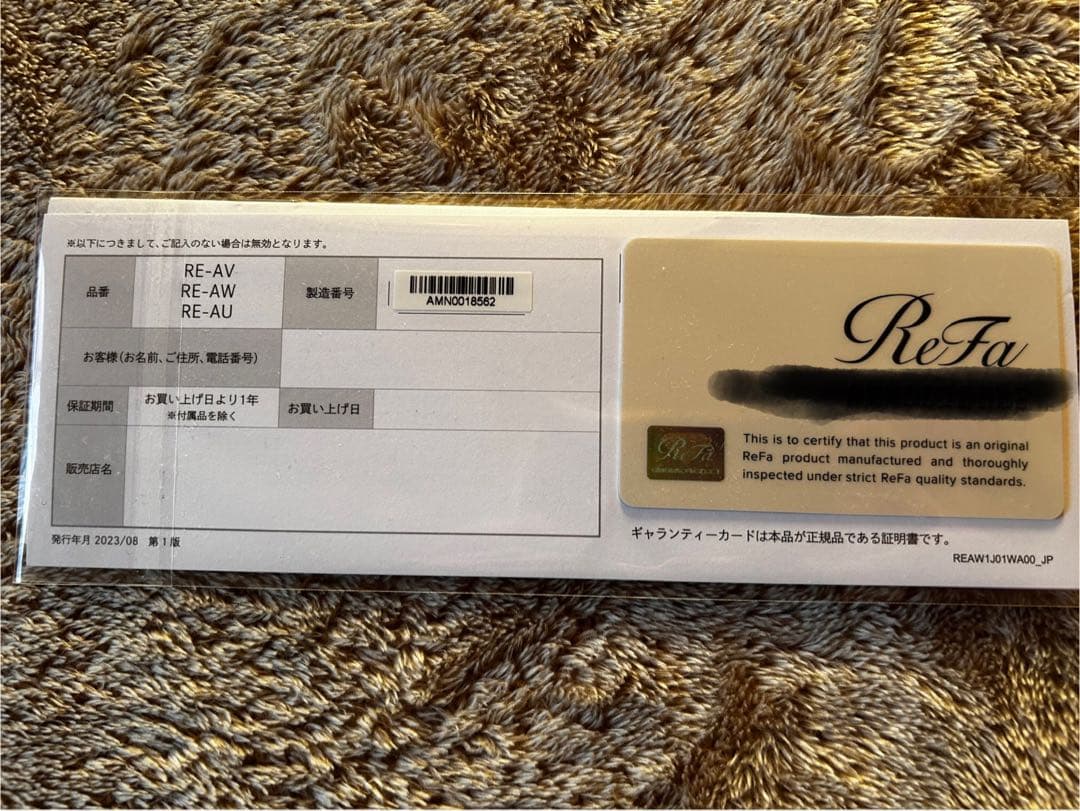 ※以下につきまして、ご記入のない場合は無効となります。
品番
RE-AV
RE-AW
RE-AU
製造番号
AMN0018562
お客様(お名前、ご住所、電話番号)
保証期間
お買い上げ日より1年
※付属品を除く
お買い上げ日
販売店名
発行年月 2023/08 第1版
ReFa
ReFa
This is to certify that this product is an original
ReFa product manufactured and thoroughly
inspected under strict ReFa quality standards.
ギャランティーカードは本品が正規品である証明書です。
REAW1J01WA00_JP